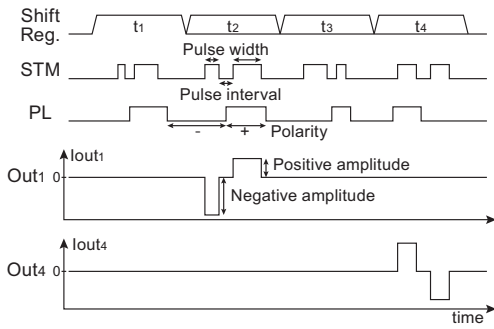 Shift Reg.
t1 t2 t3 t4
Pulse width
STM
Pulse interval
PL
- + Polarity
Iout1
Out1 0
Positive amplitude
Negative amplitude
Iout4
Out4 0
time